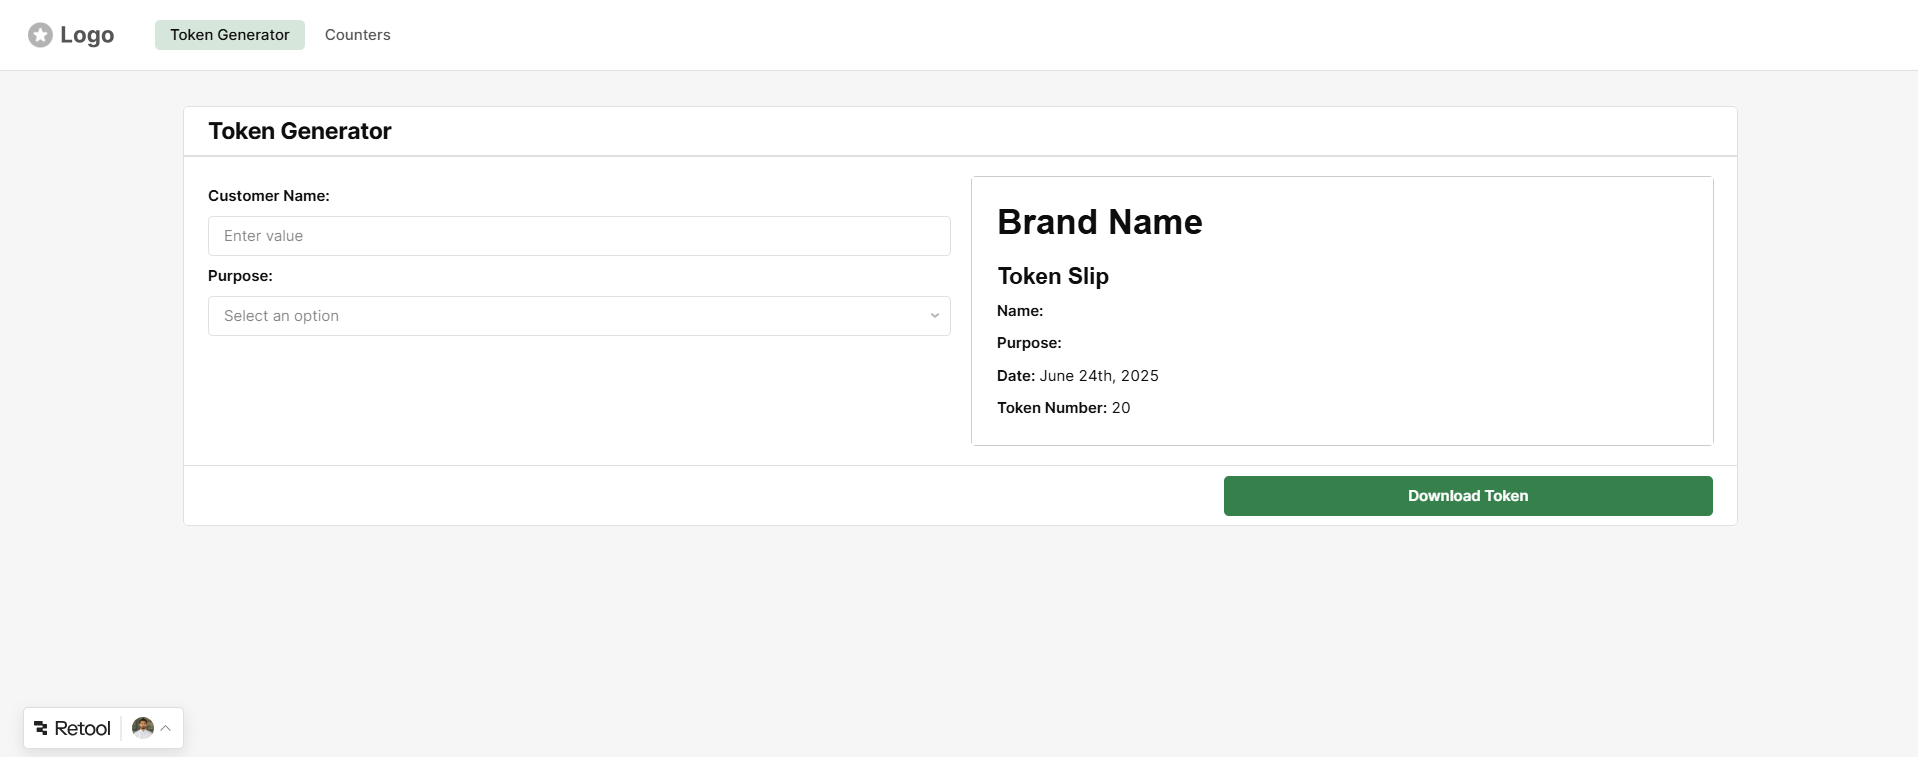 Logo
Token Generator
Counters
Token Generator
Customer Name:
Enter value
Purpose:
Select an option
Brand Name
Token Slip
Name:
Purpose:
Date: June 24th, 2025
Token Number: 20
Download Token
Retool